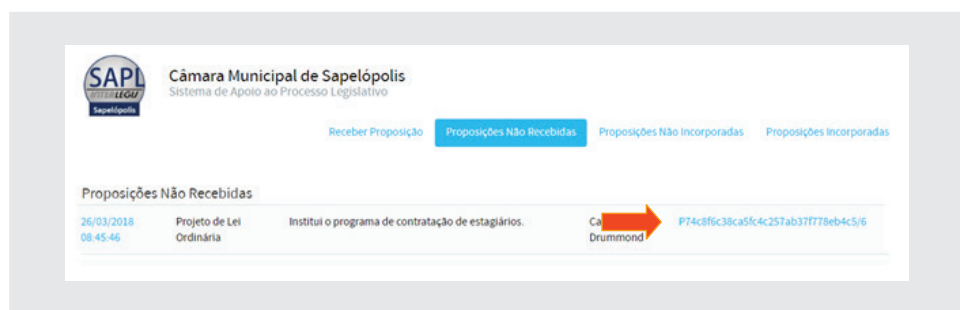 SAPL
INTERLEGIS
Sapelópolis
Câmara Municipal de Sapelópolis
Sistema de Apoio ao Processo Legislativo
Receber Proposição Proposições Não Recebidas Proposições Não Incorporadas Proposições Incorporadas
Proposições Não Recebidas
26/03/2018 Projeto de Lei Institui o programa de contratação de estagiários. P74c8f6c38ca5fc4c257ab37f778eb4c5/6
08:45:46 Ordinária Drummond